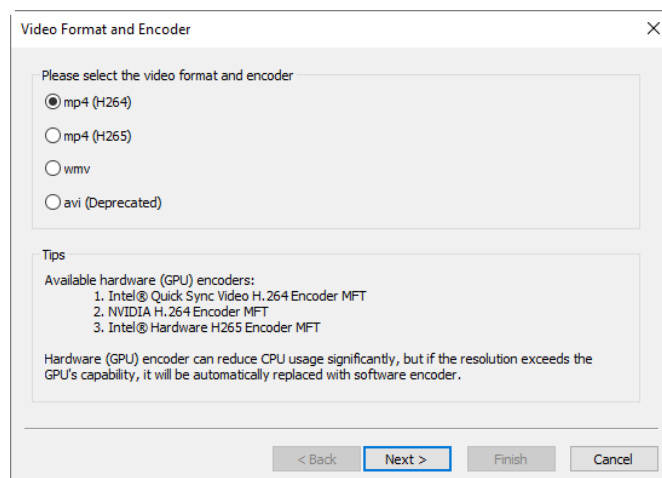 Video Format and Encoder
Please select the video format and encoder
mp4 (H264)
mp4 (H265)
wmv
avi (Deprecated)
Tips
Available hardware (GPU) encoders:
1. Intel® Quick Sync Video H.264 Encoder MFT
2. NVIDIA H.264 Encoder MFT
3. Intel® Hardware H265 Encoder MFT
Hardware (GPU) encoder can reduce CPU usage significantly, but if the resolution exceeds the
GPU's capability, it will be automatically replaced with software encoder.
< Back Next > Finish Cancel